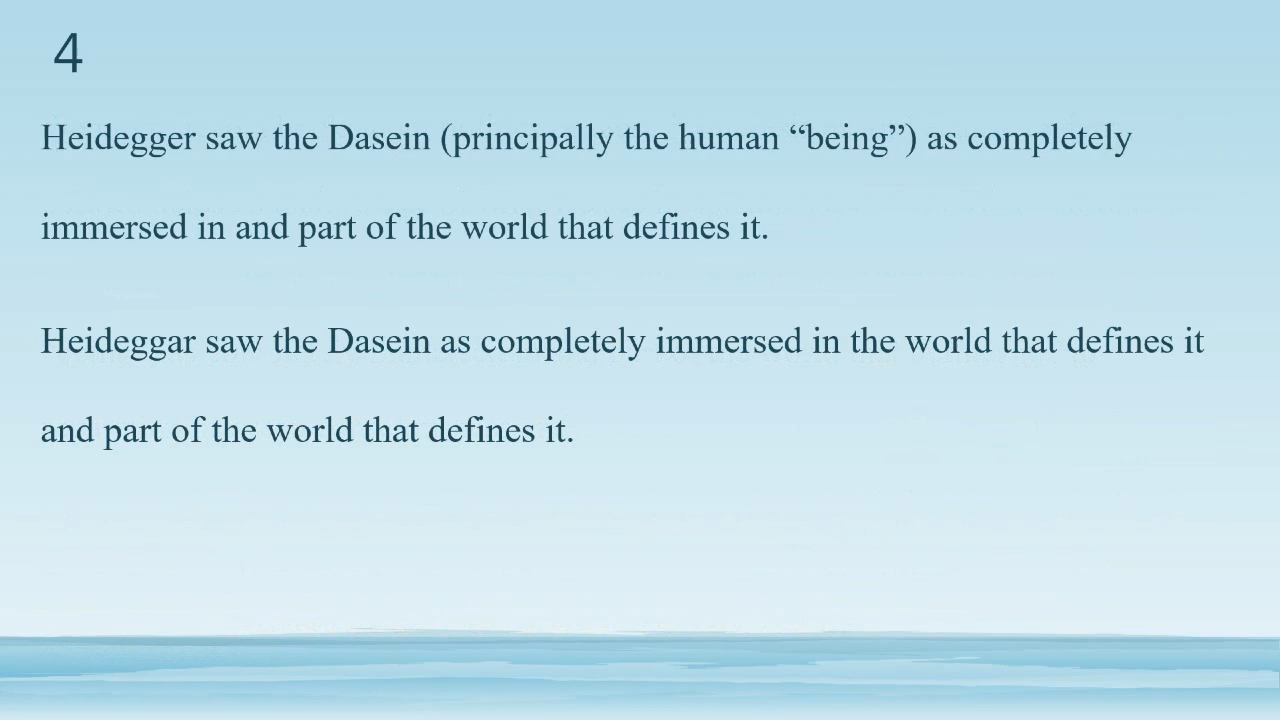 4
Heidegger saw the Dasein (principally the human “being”) as completely
immersed in and part of the world that defines it.
Heideggar saw the Dasein as completely immersed in the world that defines it
and part of the world that defines it.